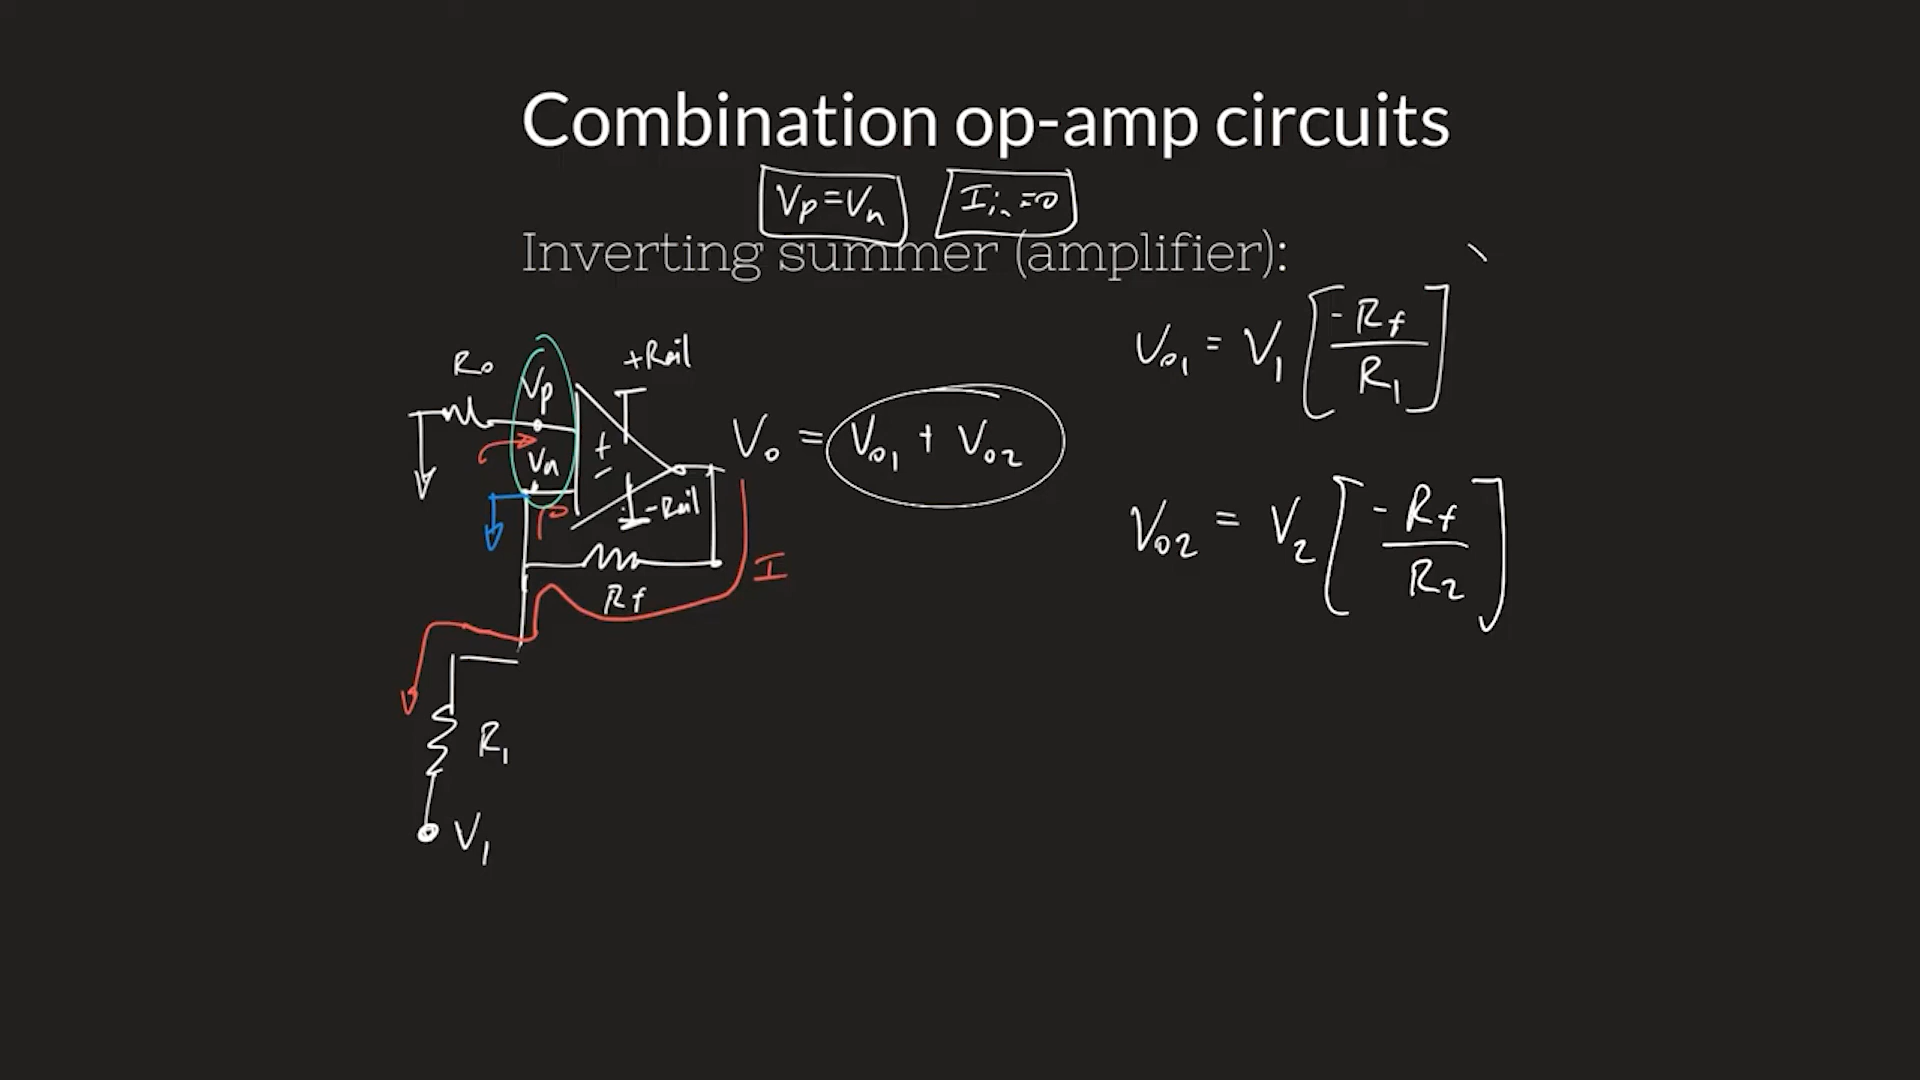 Combination op-amp circuits
Vp=Vn Iin=0
Inverting summer (amplifier):
Vo1 = V1 [-Rf/R1]
Ro Vp +Rail
+ Vo = Vo1 + Vo2
Vn
- -Rail
Vo2 = V2 [-Rf/R2]
I
Rf
R1
V1